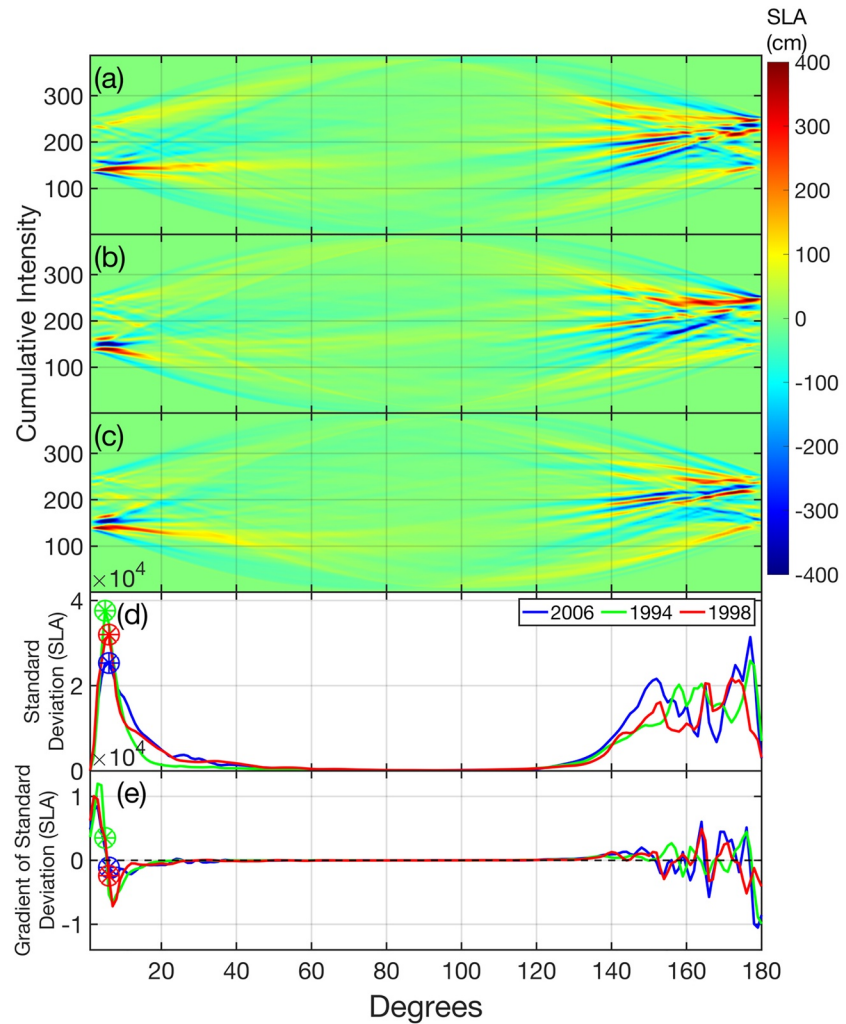 SLA
(cm)
400
300
200
100
0
-100
-200
-300
-400
Cumulative Intensity
(a)
300
200
100
(b)
300
200
100
(c)
300
200
100
×10⁴
(d)
2006 1994 1998
Standard
Deviation (SLA)
4
2
0
×10⁴
(e)
Gradient of Standard
Deviation (SLA)
1
0
-1
20 40 60 80 100 120 140 160 180
Degrees